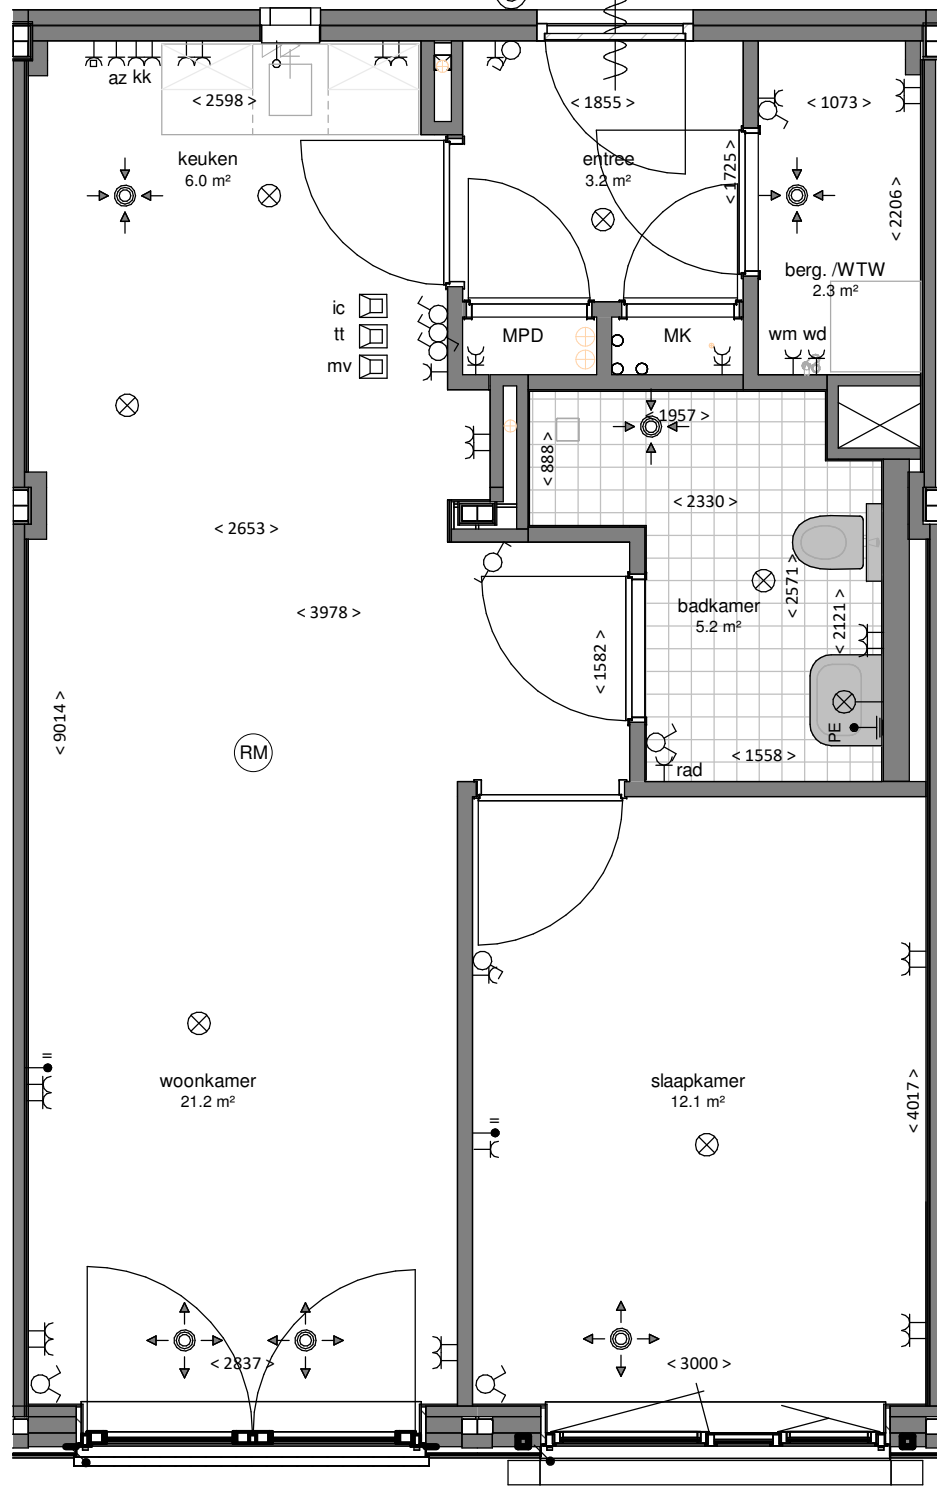 az kk
< 2598 >
< 1855 >
< 1073 >
keuken
6.0 m²
entree
3.2 m²
< 1725 >
< 2206 >
berg. /WTW
2.3 m²
ic
tt
mv
MPD
MK
wm wd
< 1957 >
< 888 >
< 2330 >
< 2653 >
< 2571 >
badkamer
5.2 m²
< 3978 >
< 2121 >
< 1582 >
< 9014 >
RM
PE
< 1558 >
rad
=
woonkamer
21.2 m²
slaapkamer
12.1 m²
< 4017 >
=
< 2837 >
< 3000 >